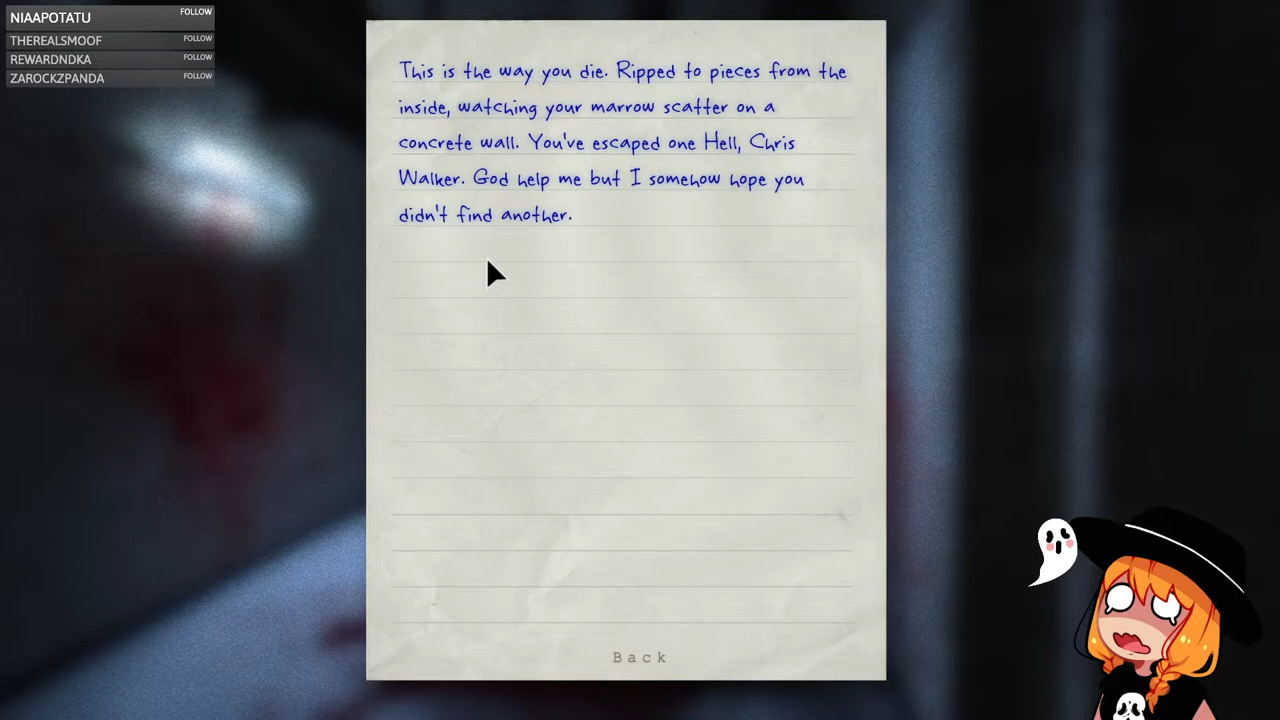 NIAAPOTATU FOLLOW
THEREALSMOOF FOLLOW
REWARDNDKA FOLLOW
ZAROCKZPANDA FOLLOW
This is the way you die. Ripped to pieces from the
inside, watching your marrow scatter on a
concrete wall. You've escaped one Hell, Chris
Walker. God help me but I somehow hope you
didn't find another.
Back